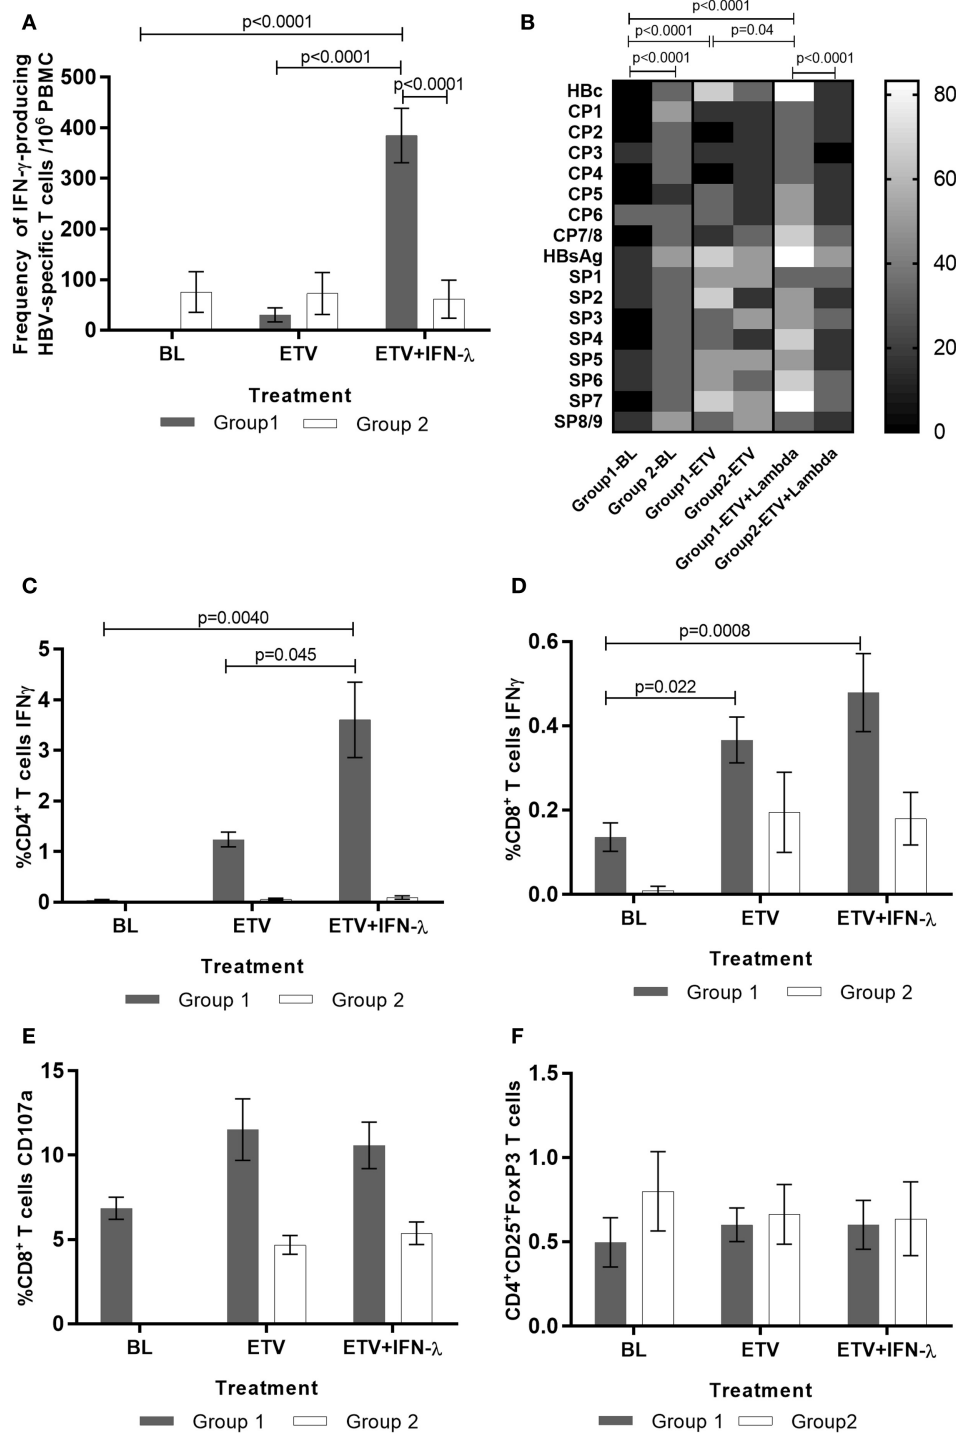 A
p<0.0001
p<0.0001
p<0.0001
Frequency of IFN-γ-producing
HBV-specific T cells /10⁶ PBMC
500
400
300
200
100
0
BL ETV ETV+IFN-λ
Treatment
Group1 Group 2
B
p<0.0001
p<0.0001 p=0.04
p<0.0001 p<0.0001
HBc
CP1
CP2
CP3
CP4
CP5
CP6
CP7/8
HBsAg
SP1
SP2
SP3
SP4
SP5
SP6
SP7
SP8/9
80
60
40
20
0
Group1-BL
Group 2-BL
Group1-ETV
Group2-ETV
Group1-ETV+Lambda
Group2-ETV+Lambda
C
p=0.0040
p=0.045
%CD4⁺ T cells IFNγ
5
4
3
2
1
0
BL ETV ETV+IFN-λ
Treatment
Group 1 Group 2
D
p=0.0008
p=0.022
%CD8⁺ T cells IFNγ
0.6
0.4
0.2
0.0
BL ETV ETV+IFN-λ
Treatment
Group 1 Group 2
E
%CD8⁺ T cells CD107a
15
10
5
0
BL ETV ETV+IFN-λ
Treatment
Group 1 Group 2
F
CD4⁺CD25⁺FoxP3 T cells
1.5
1.0
0.5
0.0
BL ETV ETV+IFN-λ
Treatment
Group 1 Group2